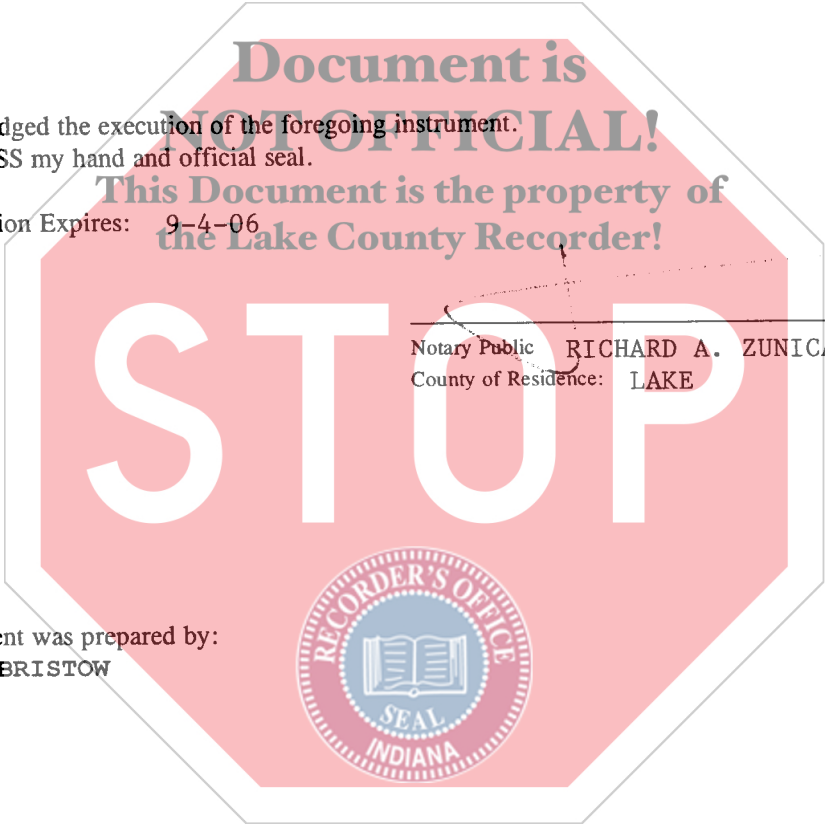 Document is
dged the execution of the foregoing instrument.
NOT OFFICIAL!
SS my hand and official seal.
This Document is the property of
ion Expires: 9-4-06
the Lake County Recorder!
STOP
Notary Public RICHARD A. ZUNICA
County of Residence: LAKE
RECORDER'S OFFICE
SEAL
INDIANA
ent was prepared by:
BRISTOW